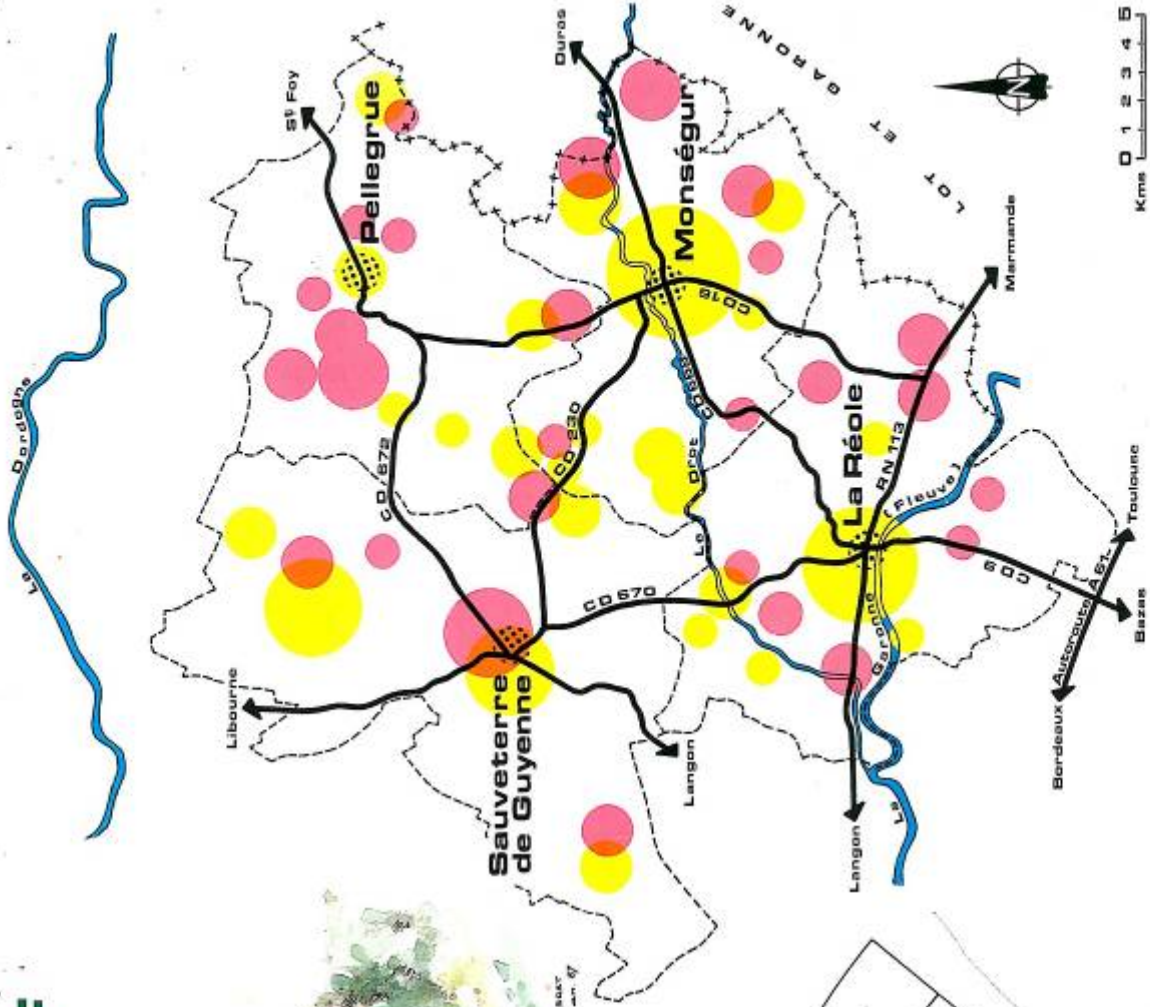 La Dordogne
Sᵗᵉ Foy
Pellegrue
Duras
Monségur
LOT ET GARONNE
N
Kms 0 1 2 3 4 5
Libourne
CD 672
CD 230
CD 16
CD 668
Le Drot
CD 670
Sauveterre
de Guyenne
Langon
La Réole
RN 113
Marmande
La Garonne (Fleuve)
Langon
CD 9
Autoroute A 61
Bordeaux
Toulouse
Bazas